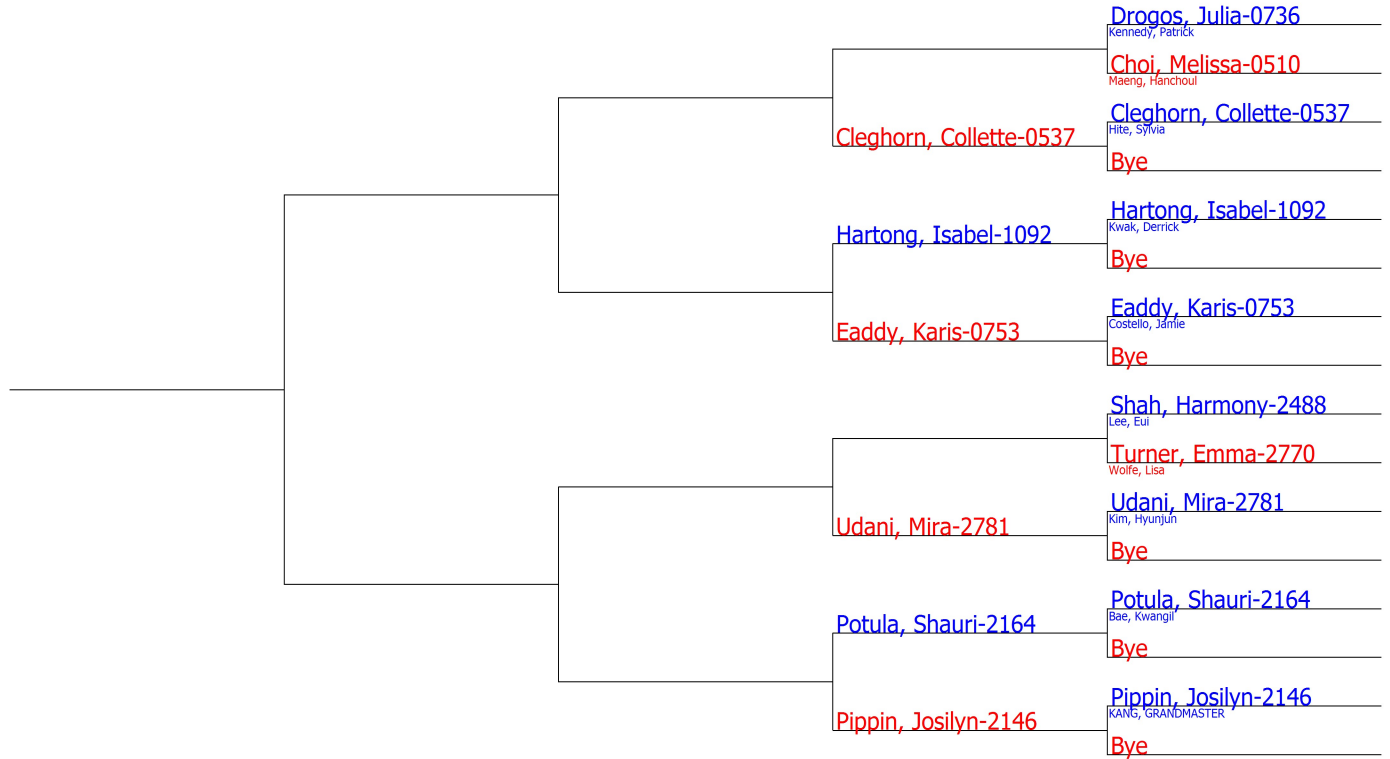 Drogos, Julia-0736
Kennedy, Patrick
Choi, Melissa-0510
Maeng, Hanchoul
Cleghorn, Collette-0537
Hite, Sylvia
Cleghorn, Collette-0537
Bye
Hartong, Isabel-1092
Kwak, Derrick
Hartong, Isabel-1092
Bye
Eaddy, Karis-0753
Costello, Jamie
Eaddy, Karis-0753
Bye
Shah, Harmony-2488
Lee, Eui
Turner, Emma-2770
Wolfe, Lisa
Udani, Mira-2781
Kim, Hyunjun
Udani, Mira-2781
Bye
Potula, Shauri-2164
Bae, Kwangil
Potula, Shauri-2164
Bye
Pippin, Josilyn-2146
KANG, GRANDMASTER
Pippin, Josilyn-2146
Bye